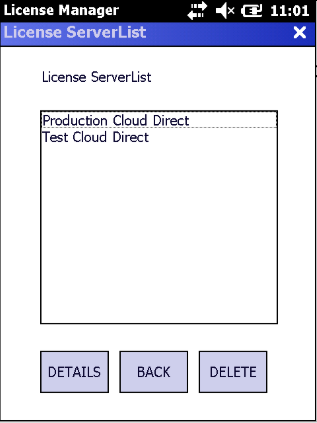 License Manager 11:01
License ServerList
License ServerList
Production Cloud Direct
Test Cloud Direct
DETAILS BACK DELETE